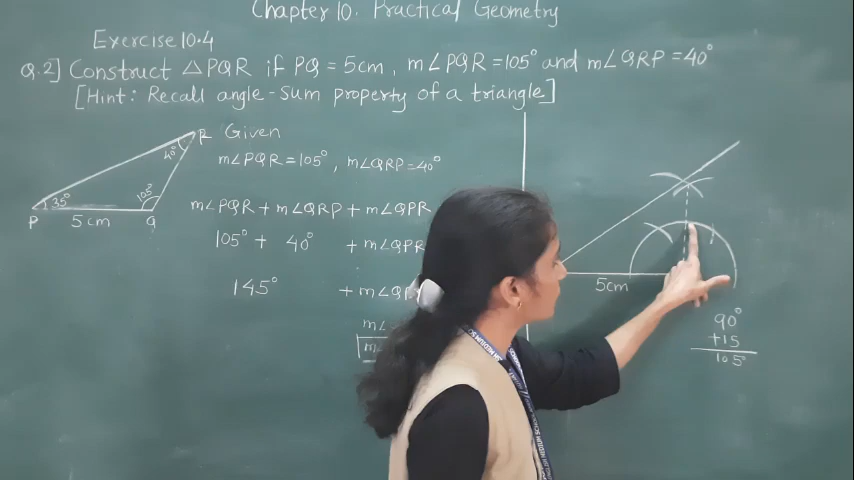 Chapter 10. Practical Geometry
Exercise 10.4
Q.2] Construct △PQR if PQ = 5cm, m∠PQR = 105° and m∠QRP = 40°
[Hint: Recall angle-sum property of a triangle]
R
40°
35°
105°
P
5cm
Q
Given
m∠PQR = 105°, m∠QRP = 40°
m∠PQR + m∠QRP + m∠QPR
105° + 40° + m∠QPR
145° + m∠
m∠
5cm
90°
+15
105°